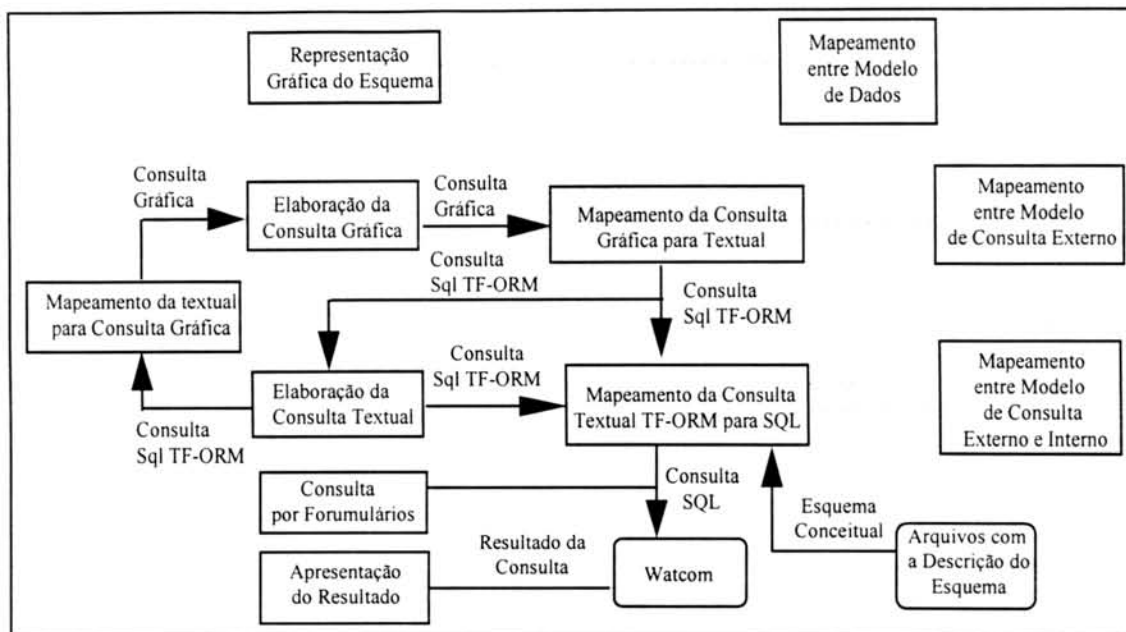 Representação
Gráfica do Esquema
Mapeamento
entre Modelo
de Dados
Consulta
Gráfica
Elaboração da
Consulta Gráfica
Consulta
Gráfica
Mapeamento da Consulta
Gráfica para Textual
Mapeamento
entre Modelo
de Consulta Externo
Consulta
Sql TF-ORM
Consulta
Sql TF-ORM
Mapeamento da textual
para Consulta Gráfica
Elaboração da
Consulta Textual
Consulta
Sql TF-ORM
Mapeamento da Consulta
Textual TF-ORM para SQL
Mapeamento
entre Modelo
de Consulta
Externo e Interno
Consulta
Sql TF-ORM
Consulta
por Forumulários
Consulta
SQL
Esquema
Conceitual
Arquivos com
a Descrição do
Esquema
Resultado da
Consulta
Watcom
Apresentação
do Resultado